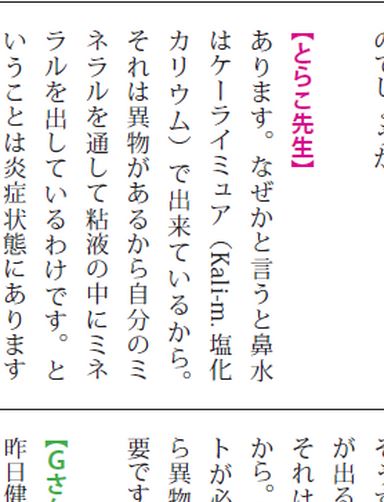 【とらこ先生】
あります。なぜかと言うと鼻水
はケーライミュア（Kali-m. 塩化
カリウム）で出来ているから。
それは異物があるから自分のミ
ネラルを通して粘液の中にミネ
ラルを出しているわけです。と
いうことは炎症状態にあります
が出る
それは
から。
トが必
ら異物
要です
【Gさ
昨日健